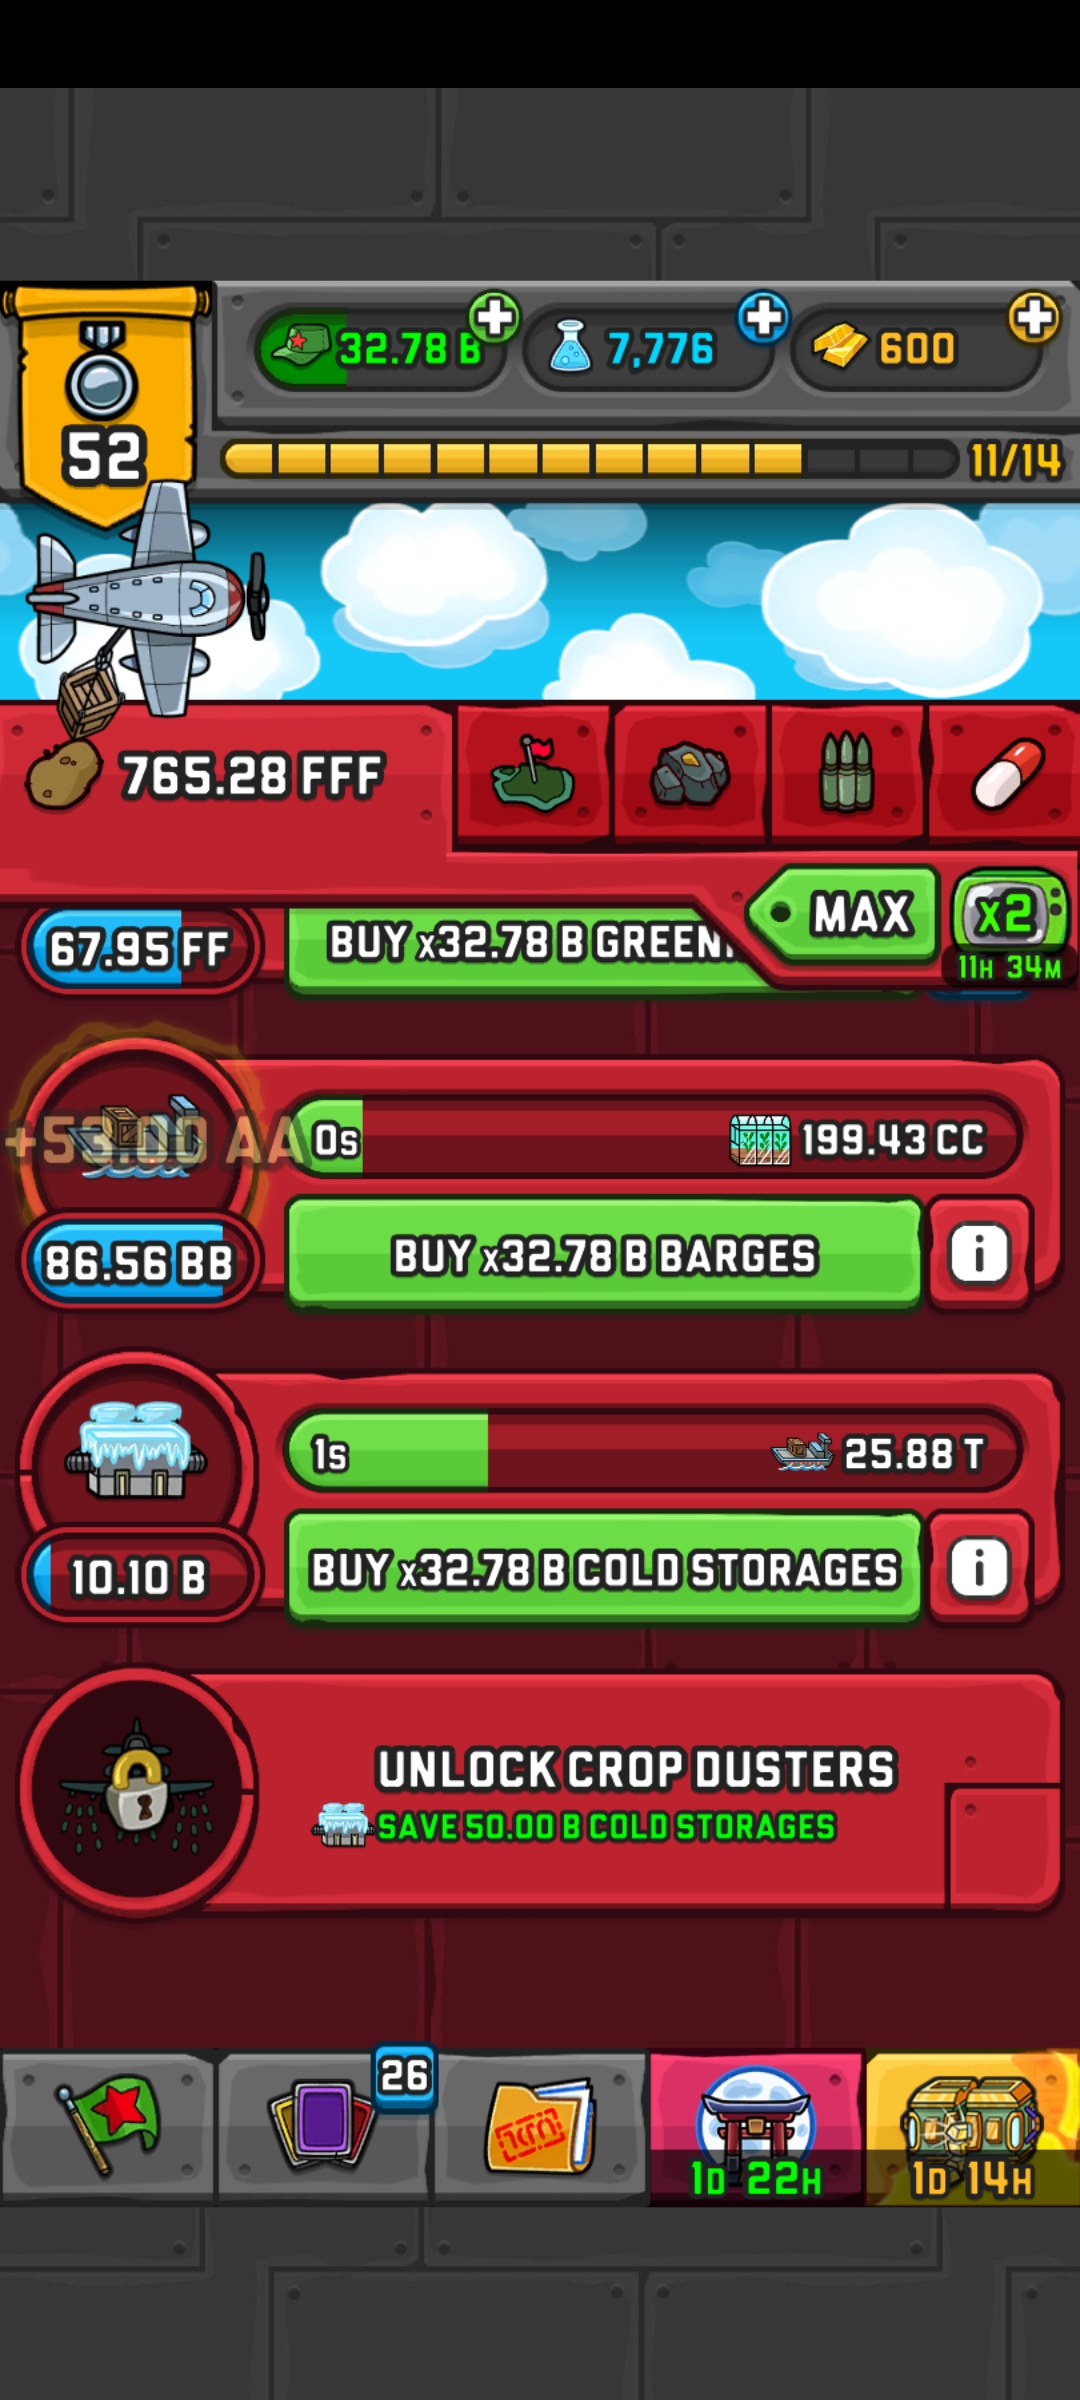 32.78 B
7,776
600
52
11/14
765.28 FFF
MAX
x2
11H 34M
67.95 FF
BUY x32.78 B GREEN
+53.00 AA
0s
199.43 CC
86.56 BB
BUY x32.78 B BARGES
i
1s
25.88 T
10.10 B
BUY x32.78 B COLD STORAGES
i
UNLOCK CROP DUSTERS
SAVE 50.00 B COLD STORAGES
26
1D 22H
1D 14H